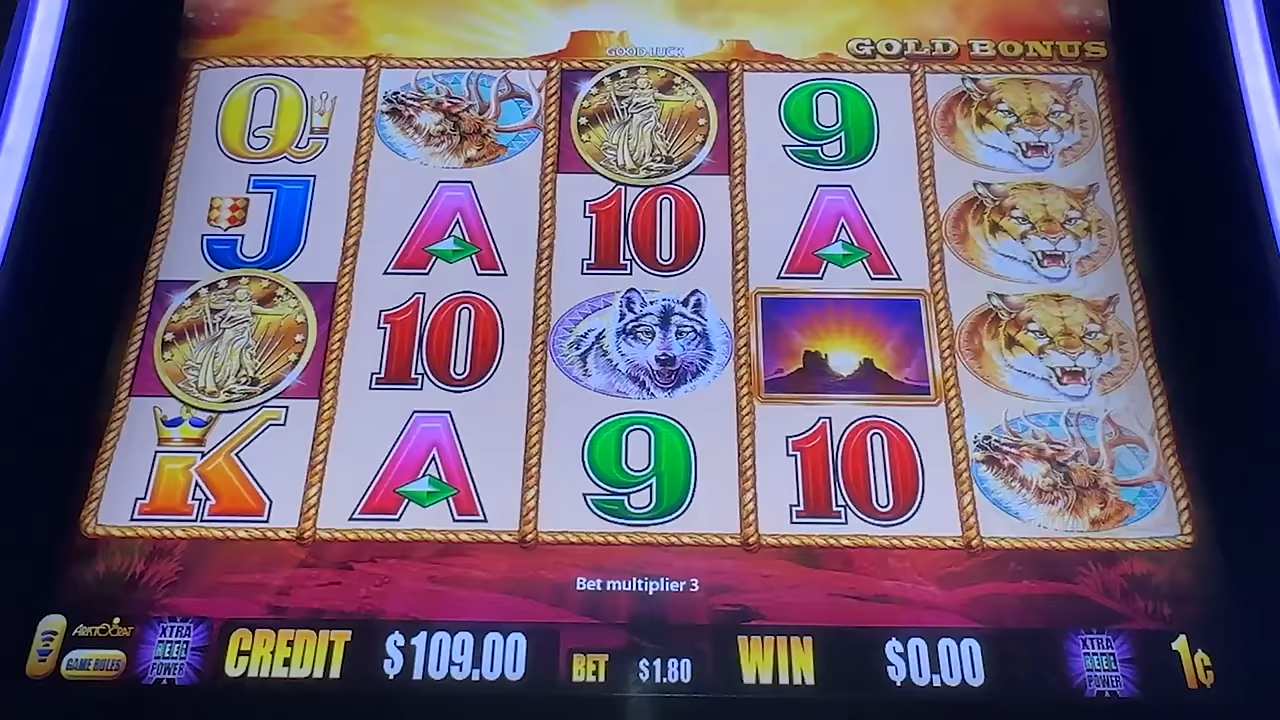 GOOD LUCK
GOLD BONUS
Q 9
J A 10 A
10
K A 9 10
Bet multiplier 3
ARISTOCRAT
GAME RULES
XTRA REEL POWER
CREDIT $109.00
BET $1.80
WIN $0.00
XTRA REEL POWER
1¢